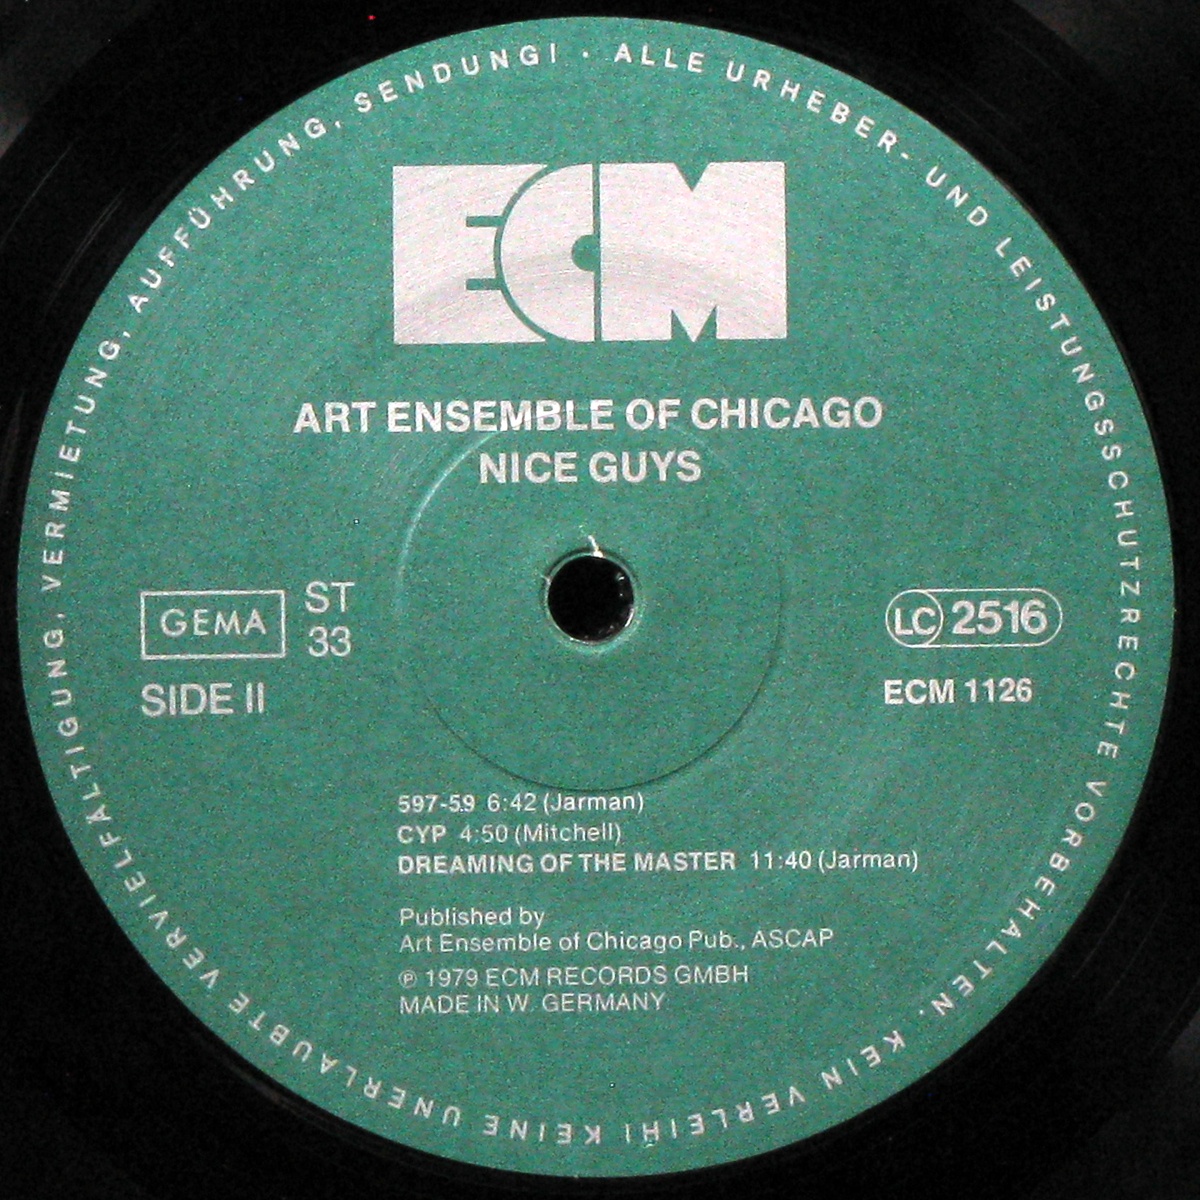 ALLE URHEBER- UND LEISTUNGSSCHUTZRECHTE VORBEHALTEN. KEIN VERLEIH! KEINE UNERLAUBTE VERVIELFÄLTIGUNG, VERMIETUNG, AUFFÜHRUNG, SENDUNG! ·
ECM
ART ENSEMBLE OF CHICAGO
NICE GUYS
GEMA
ST
33
SIDE II
LC 2516
ECM 1126
597-59 6:42 (Jarman)
CYP 4:50 (Mitchell)
DREAMING OF THE MASTER 11:40 (Jarman)
Published by
Art Ensemble of Chicago Pub., ASCAP
℗ 1979 ECM RECORDS GMBH
MADE IN W. GERMANY